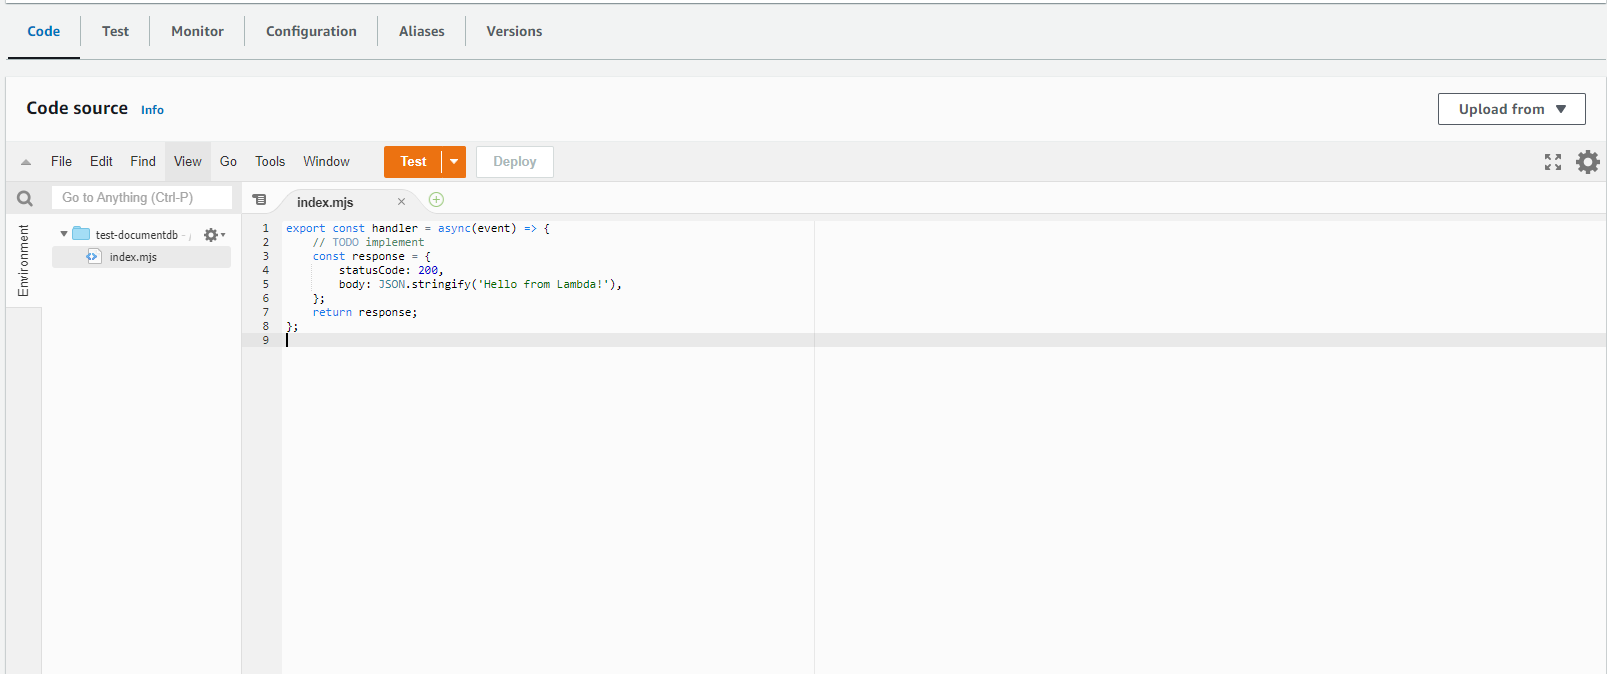 Code Test Monitor Configuration Aliases Versions
Code source Info
Upload from
File Edit Find View Go Tools Window Test Deploy
Go to Anything (Ctrl-P)
index.mjs
Environment
test-documentdb - /
index.mjs
1 export const handler = async(event) => {
2     // TODO implement
3     const response = {
4         statusCode: 200,
5         body: JSON.stringify('Hello from Lambda!'),
6     };
7     return response;
8 };
9